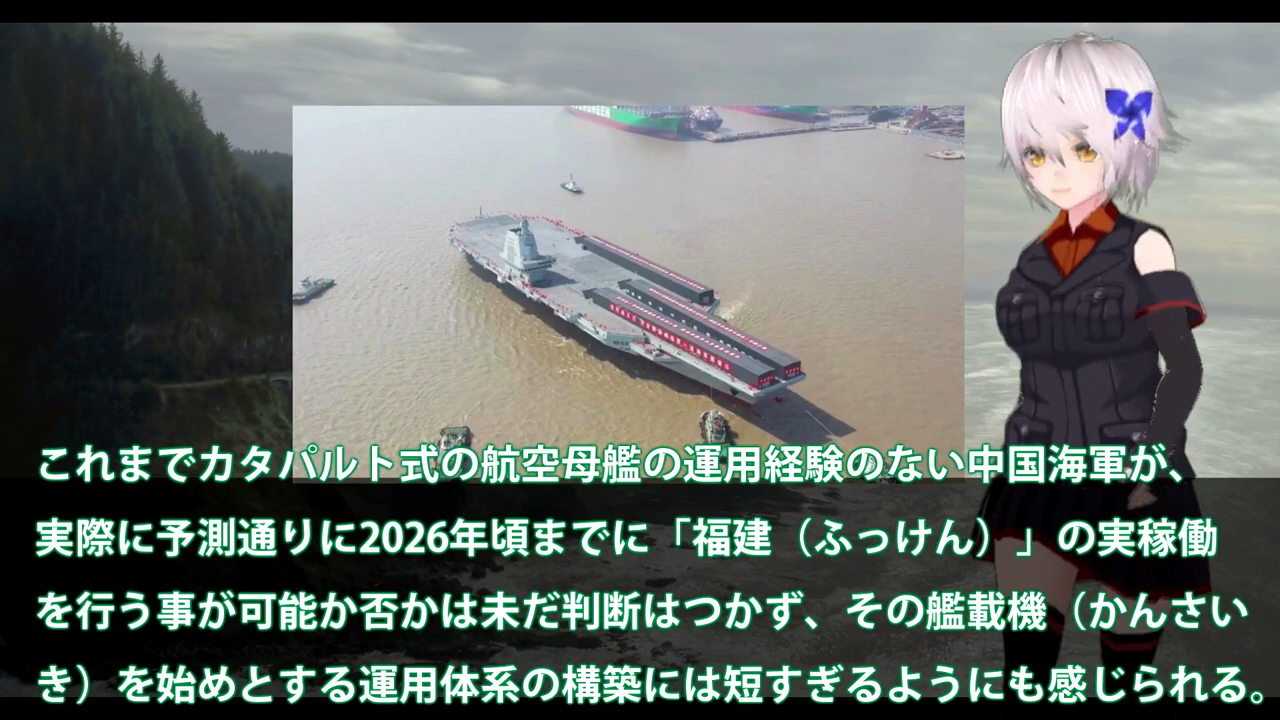 これまでカタパルト式の航空母艦の運用経験のない中国海軍が、
実際に予測通りに2026年頃までに「福建（ふっけん）」の実稼働
を行う事が可能か否かは未だ判断はつかず、その艦載機（かんさい
き）を始めとする運用体系の構築には短すぎるようにも感じられる。